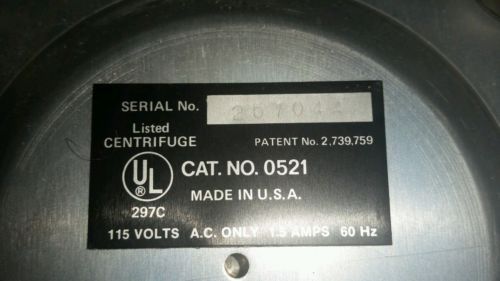 SERIAL No. 267044
Listed
CENTRIFUGE
PATENT No. 2,739,759
UL
®
CAT. NO. 0521
MADE IN U.S.A.
297C
115 VOLTS A.C. ONLY 1.5 AMPS 60 Hz